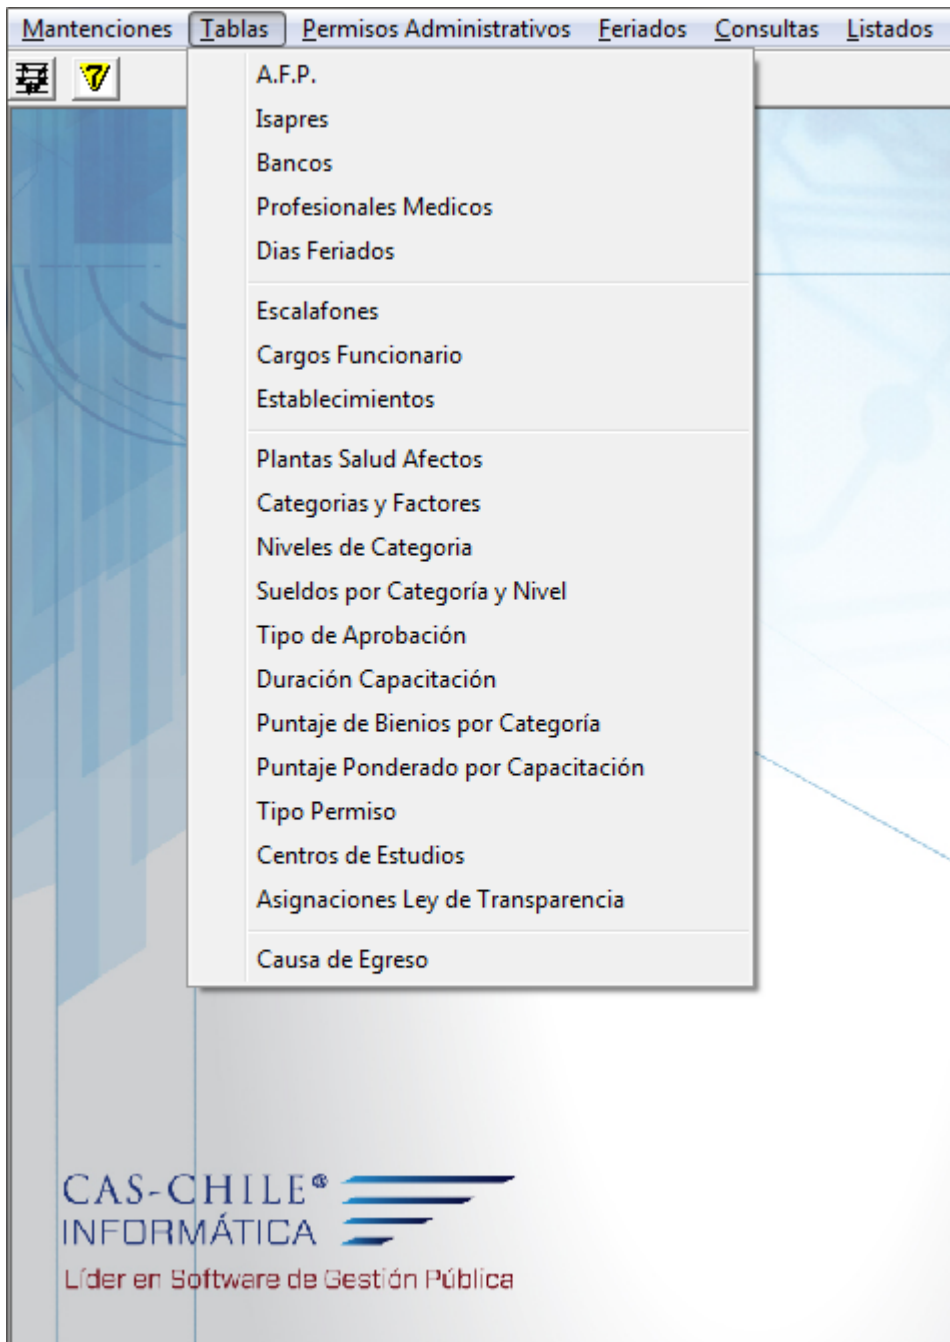 Mantenciones Tablas Permisos Administrativos Feriados Consultas Listados
?
A.F.P.
Isapres
Bancos
Profesionales Medicos
Dias Feriados
Escalafones
Cargos Funcionario
Establecimientos
Plantas Salud Afectos
Categorias y Factores
Niveles de Categoria
Sueldos por Categoría y Nivel
Tipo de Aprobación
Duración Capacitación
Puntaje de Bienios por Categoría
Puntaje Ponderado por Capacitación
Tipo Permiso
Centros de Estudios
Asignaciones Ley de Transparencia
Causa de Egreso
CAS-CHILE®
INFORMÁTICA
Líder en Software de Gestión Pública